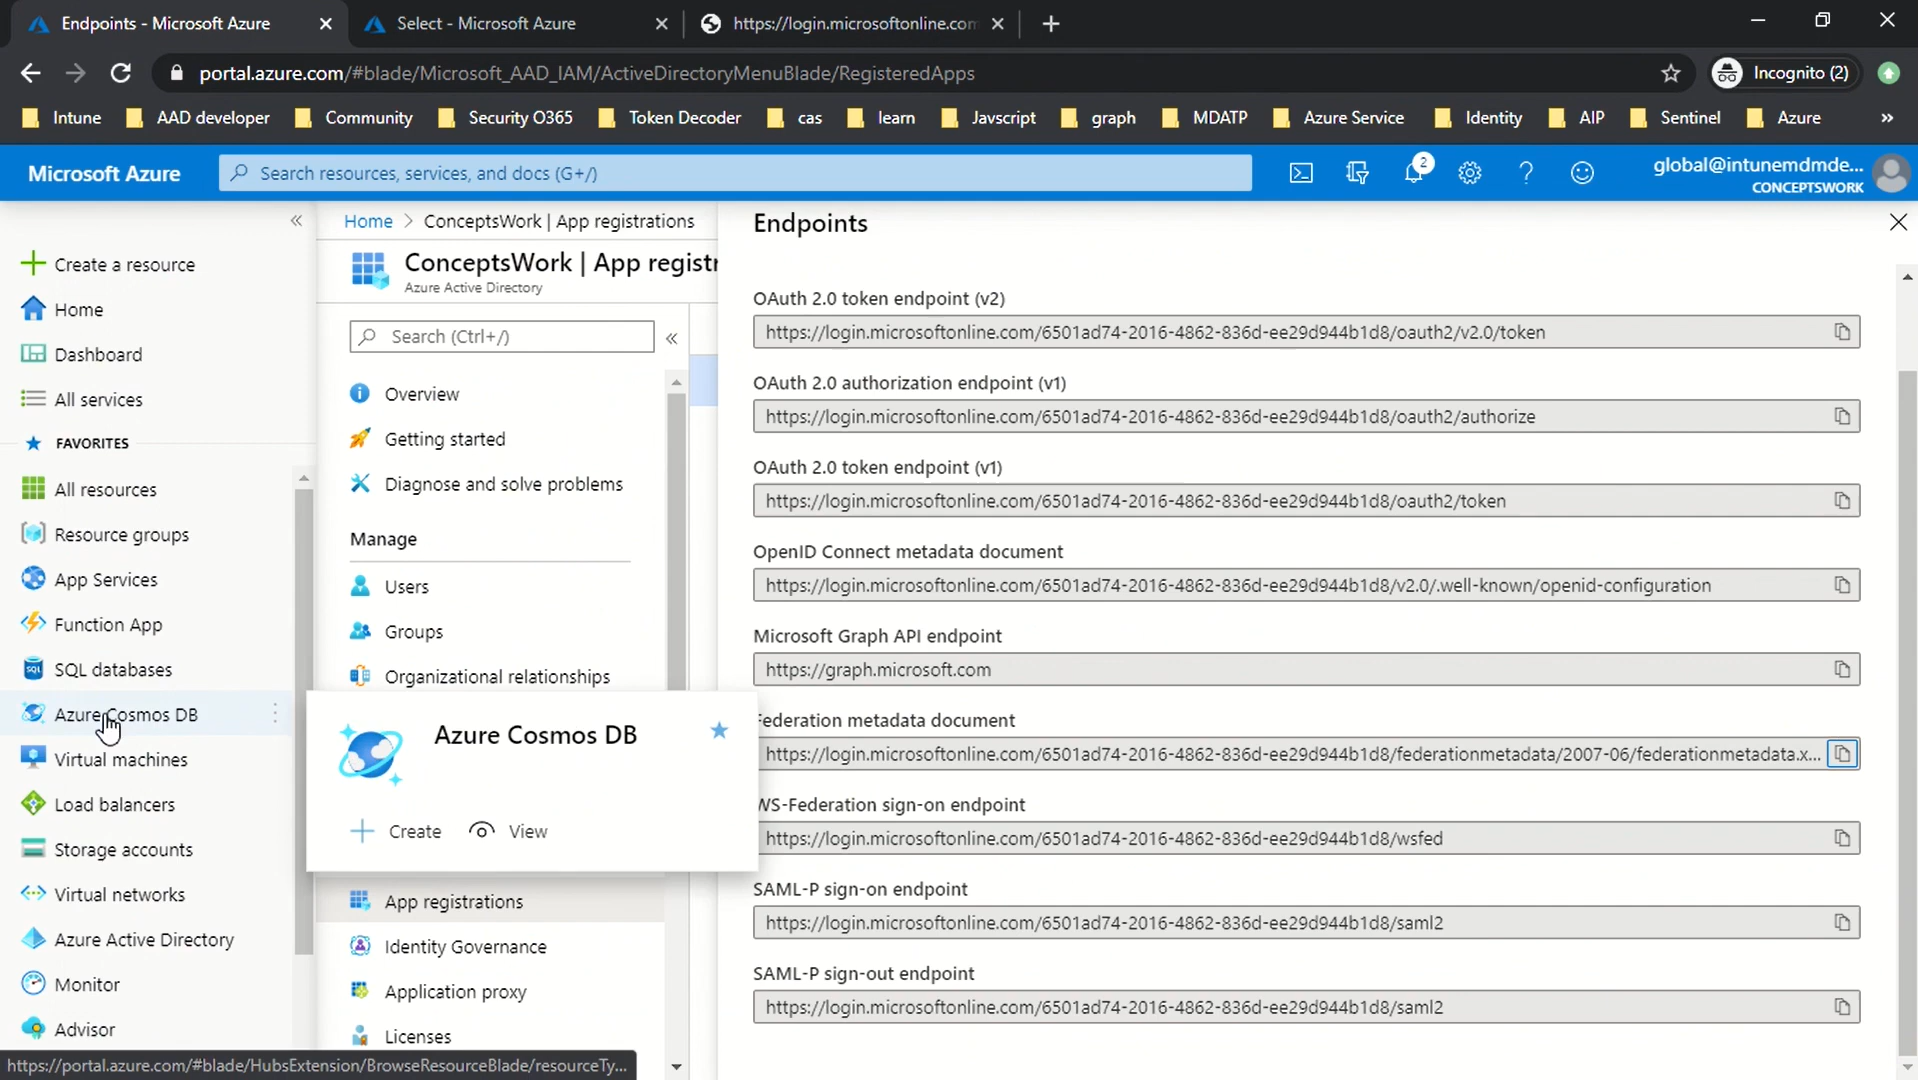 Endpoints - Microsoft Azure
Select - Microsoft Azure
https://login.microsoftonline.com
portal.azure.com/#blade/Microsoft_AAD_IAM/ActiveDirectoryMenuBlade/RegisteredApps
Incognito (2)
Intune
AAD developer
Community
Security O365
Token Decoder
cas
learn
Javscript
graph
MDATP
Azure Service
Identity
AIP
Sentinel
Azure
»
Microsoft Azure
Search resources, services, and docs (G+/)
2
global@intunemdmde...
CONCEPTSWORK
«
Create a resource
Home
Dashboard
All services
FAVORITES
All resources
Resource groups
App Services
Function App
SQL databases
Azure Cosmos DB
Virtual machines
Load balancers
Storage accounts
Virtual networks
Azure Active Directory
Monitor
Advisor
https://portal.azure.com/#blade/HubsExtension/BrowseResourceBlade/resourceTy...
Home > ConceptsWork | App registrations
ConceptsWork | App registr
Azure Active Directory
Search (Ctrl+/)
«
Overview
Getting started
Diagnose and solve problems
Manage
Users
Groups
Organizational relationships
Azure Cosmos DB
Create
View
App registrations
Identity Governance
Application proxy
Licenses
Endpoints
OAuth 2.0 token endpoint (v2)
https://login.microsoftonline.com/6501ad74-2016-4862-836d-ee29d944b1d8/oauth2/v2.0/token
OAuth 2.0 authorization endpoint (v1)
https://login.microsoftonline.com/6501ad74-2016-4862-836d-ee29d944b1d8/oauth2/authorize
OAuth 2.0 token endpoint (v1)
https://login.microsoftonline.com/6501ad74-2016-4862-836d-ee29d944b1d8/oauth2/token
OpenID Connect metadata document
https://login.microsoftonline.com/6501ad74-2016-4862-836d-ee29d944b1d8/v2.0/.well-known/openid-configuration
Microsoft Graph API endpoint
https://graph.microsoft.com
Federation metadata document
https://login.microsoftonline.com/6501ad74-2016-4862-836d-ee29d944b1d8/federationmetadata/2007-06/federationmetadata.x...
WS-Federation sign-on endpoint
https://login.microsoftonline.com/6501ad74-2016-4862-836d-ee29d944b1d8/wsfed
SAML-P sign-on endpoint
https://login.microsoftonline.com/6501ad74-2016-4862-836d-ee29d944b1d8/saml2
SAML-P sign-out endpoint
https://login.microsoftonline.com/6501ad74-2016-4862-836d-ee29d944b1d8/saml2